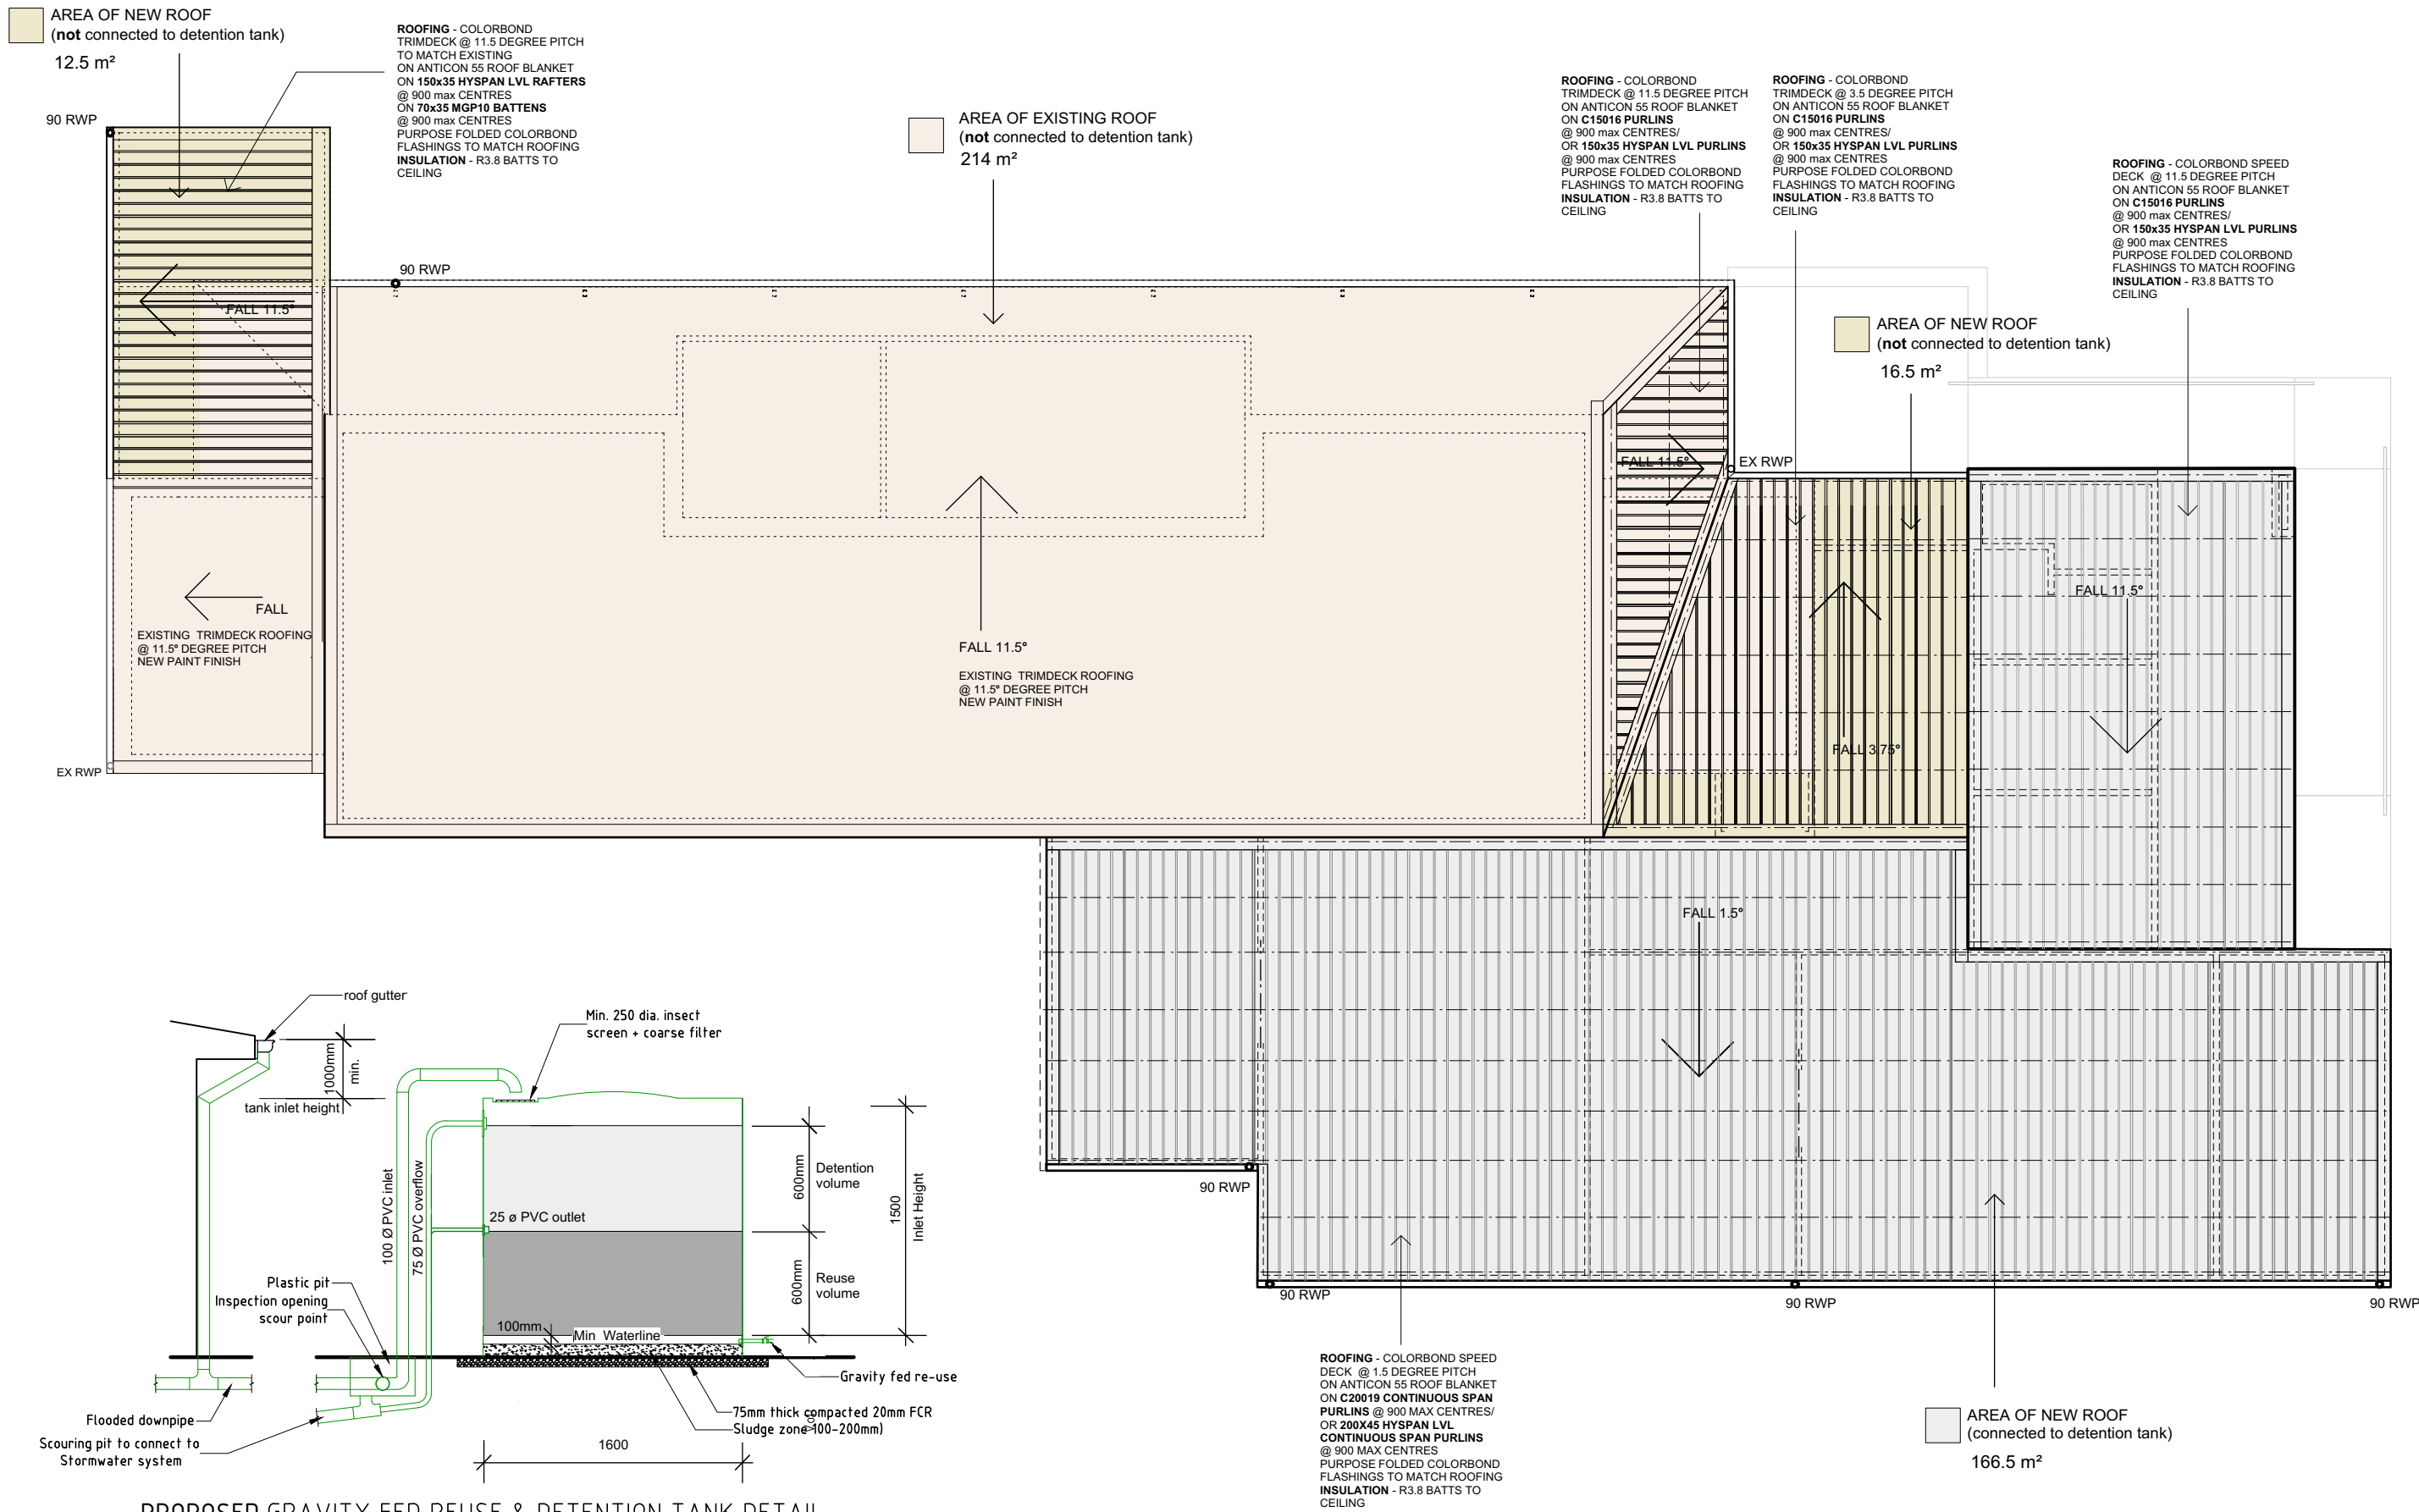 AREA OF NEW ROOF
(not connected to detention tank)
12.5 m²
ROOFING - COLORBOND
TRIMDECK @ 11.5 DEGREE PITCH
TO MATCH EXISTING
ON ANTICON 55 ROOF BLANKET
ON 150x35 HYSPAN LVL RAFTERS
@ 900 max CENTRES
ON 70x35 MGP10 BATTENS
@ 900 max CENTRES
PURPOSE FOLDED COLORBOND
FLASHINGS TO MATCH ROOFING
INSULATION - R3.8 BATTS TO
CEILING
AREA OF EXISTING ROOF
(not connected to detention tank)
214 m²
ROOFING - COLORBOND
TRIMDECK @ 11.5 DEGREE PITCH
ON ANTICON 55 ROOF BLANKET
ON C15016 PURLINS
@ 900 max CENTRES/
OR 150x35 HYSPAN LVL PURLINS
@ 900 max CENTRES
PURPOSE FOLDED COLORBOND
FLASHINGS TO MATCH ROOFING
INSULATION - R3.8 BATTS TO
CEILING
ROOFING - COLORBOND
TRIMDECK @ 3.5 DEGREE PITCH
ON ANTICON 55 ROOF BLANKET
ON C15016 PURLINS
@ 900 max CENTRES/
OR 150x35 HYSPAN LVL PURLINS
@ 900 max CENTRES
PURPOSE FOLDED COLORBOND
FLASHINGS TO MATCH ROOFING
INSULATION - R3.8 BATTS TO
CEILING
ROOFING - COLORBOND SPEED
DECK @ 11.5 DEGREE PITCH
ON ANTICON 55 ROOF BLANKET
ON C15016 PURLINS
@ 900 max CENTRES/
OR 150x35 HYSPAN LVL PURLINS
@ 900 max CENTRES
PURPOSE FOLDED COLORBOND
FLASHINGS TO MATCH ROOFING
INSULATION - R3.8 BATTS TO
CEILING
90 RWP
90 RWP
FALL 11.5°
AREA OF NEW ROOF
(not connected to detention tank)
16.5 m²
FALL 11.5°
EX RWP
FALL 11.5°
FALL
EXISTING TRIMDECK ROOFING
@ 11.5° DEGREE PITCH
NEW PAINT FINISH
FALL 11.5°
EXISTING TRIMDECK ROOFING
@ 11.5° DEGREE PITCH
NEW PAINT FINISH
FALL 3.75°
EX RWP
FALL 1.5°
90 RWP
90 RWP
90 RWP
90 RWP
roof gutter
1000mm
min.
tank inlet height
Min. 250 dia. insect
screen + coarse filter
100 Ø PVC inlet
75 Ø PVC overflow
25 ø PVC outlet
600mm
Detention
volume
1500
Inlet Height
600mm
Reuse
volume
Plastic pit
Inspection opening
scour point
100mm
Min Waterline
Gravity fed re-use
Flooded downpipe
Scouring pit to connect to
Stormwater system
75mm thick compacted 20mm FCR
Sludge zone 100-200mm)
1600
ROOFING - COLORBOND SPEED
DECK @ 1.5 DEGREE PITCH
ON ANTICON 55 ROOF BLANKET
ON C20019 CONTINUOUS SPAN
PURLINS @ 900 MAX CENTRES/
OR 200X45 HYSPAN LVL
CONTINUOUS SPAN PURLINS
@ 900 MAX CENTRES
PURPOSE FOLDED COLORBOND
FLASHINGS TO MATCH ROOFING
INSULATION - R3.8 BATTS TO
CEILING
AREA OF NEW ROOF
(connected to detention tank)
166.5 m²
PROPOSED GRAVITY FED REUSE & DETENTION TANK DETAIL